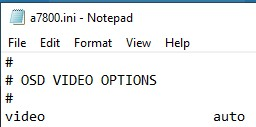 a7800.ini - Notepad
File Edit Format View Help
#
# OSD VIDEO OPTIONS
#
video auto